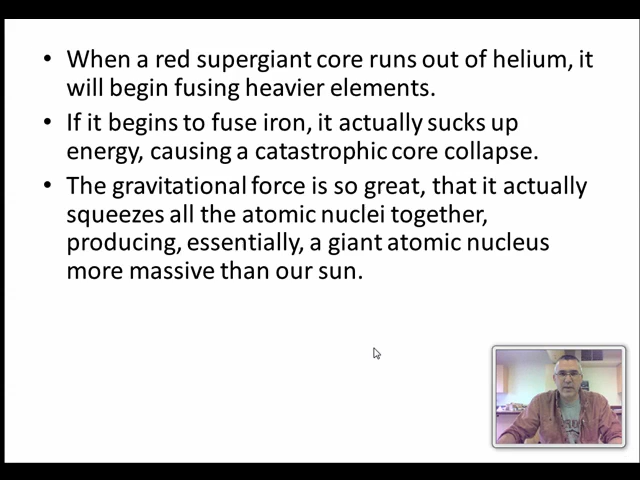 • When a red supergiant core runs out of helium, it
will begin fusing heavier elements.
• If it begins to fuse iron, it actually sucks up
energy, causing a catastrophic core collapse.
• The gravitational force is so great, that it actually
squeezes all the atomic nuclei together,
producing, essentially, a giant atomic nucleus
more massive than our sun.